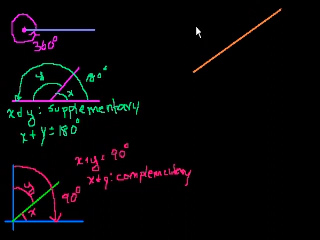 360°
y x 180°
x+y: supplementary
x + y = 180°
x+y = 90°
x+y: complementary
y 90°
x